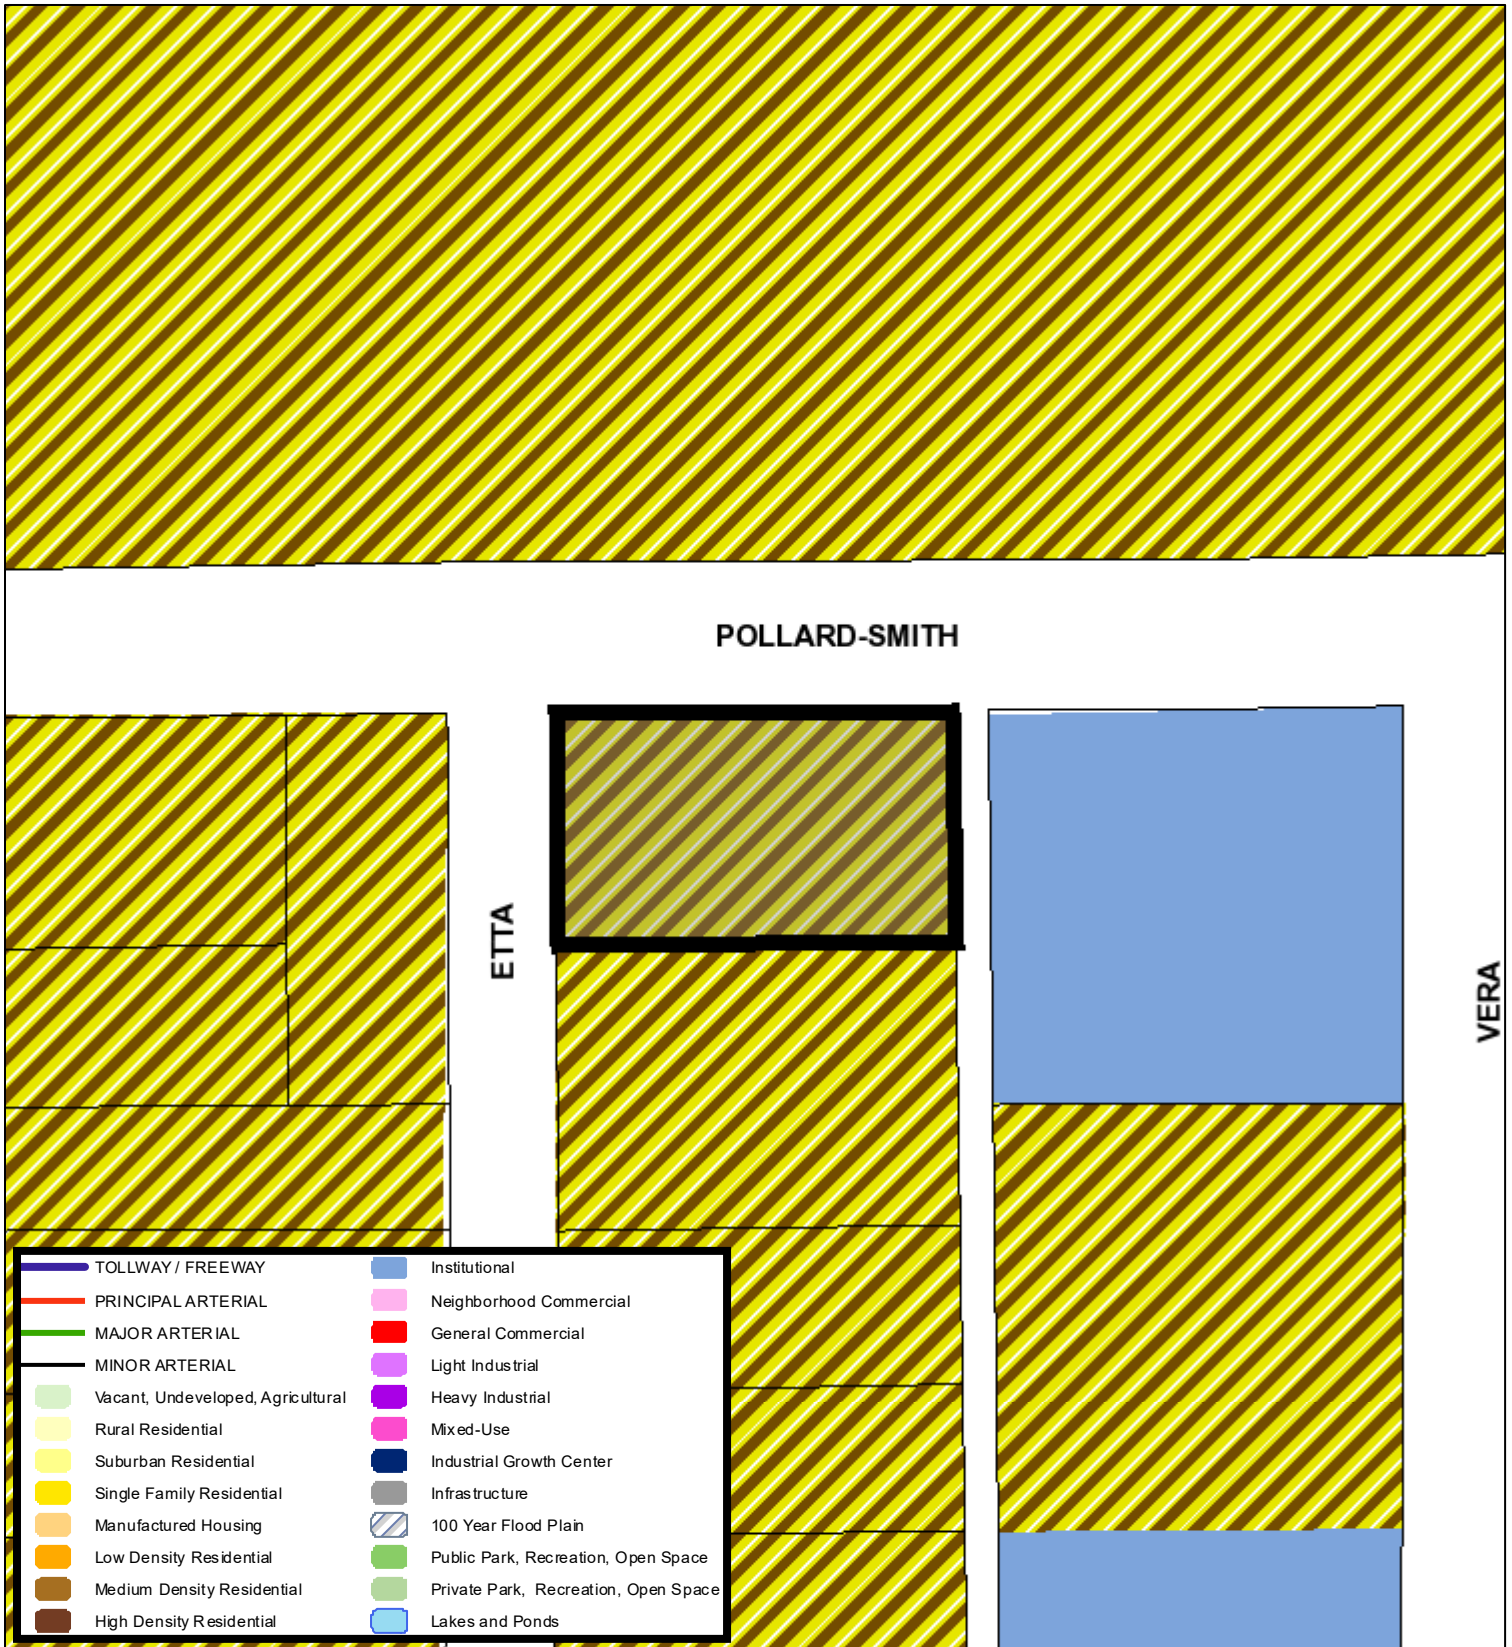 POLLARD-SMITH
ETTA
VERA
TOLLWAY / FREEWAY
PRINCIPAL ARTERIAL
MAJOR ARTERIAL
MINOR ARTERIAL
Vacant, Undeveloped, Agricultural
Rural Residential
Suburban Residential
Single Family Residential
Manufactured Housing
Low Density Residential
Medium Density Residential
High Density Residential
Institutional
Neighborhood Commercial
General Commercial
Light Industrial
Heavy Industrial
Mixed-Use
Industrial Growth Center
Infrastructure
100 Year Flood Plain
Public Park, Recreation, Open Space
Private Park, Recreation, Open Space
Lakes and Ponds